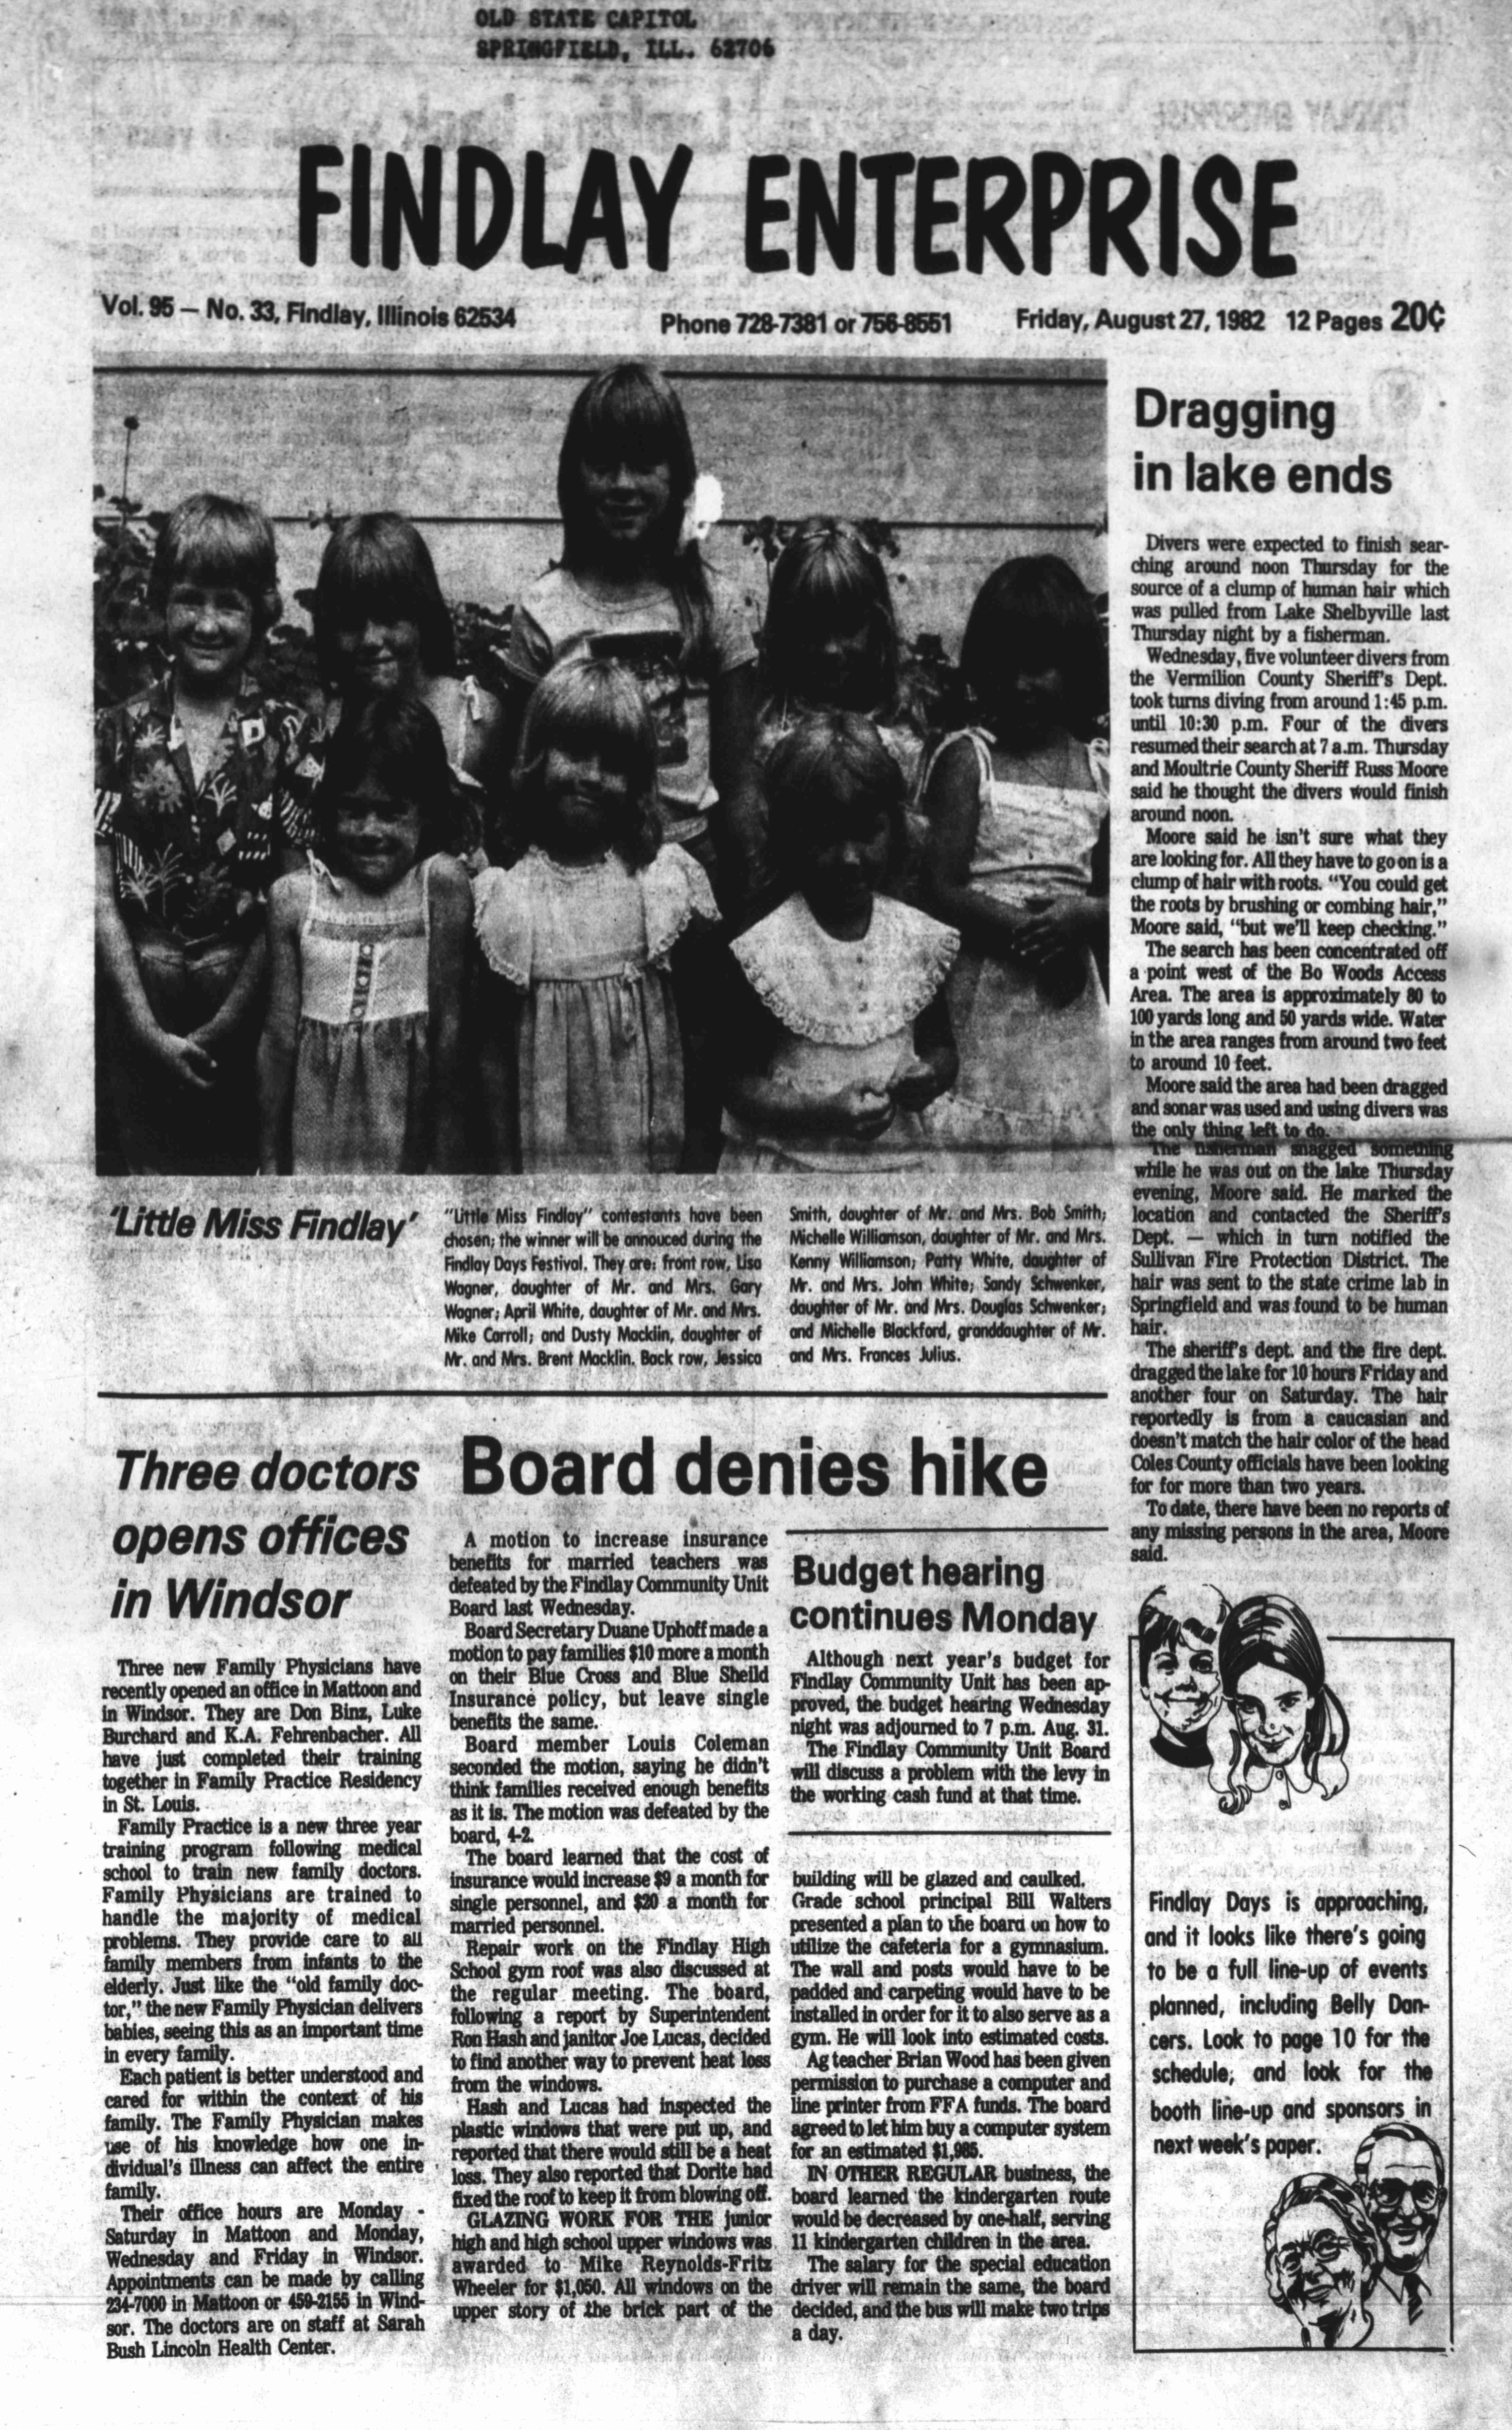 OLD STATE CAPITOL
SPRINGFIELD, ILL. 62706
FINDLAY ENTERPRISE
Vol. 95 — No. 33, Findlay, Illinois 62534
Phone 728-7381 or 756-8551
Friday, August 27, 1982 12 Pages 20¢
'Little Miss Findlay'
"Little Miss Findlay" contestants have been
chosen; the winner will be annouced during the
Findlay Days Festival. They are: front row, Lisa
Wagner, daughter of Mr. and Mrs. Gary
Wagner; April White, daughter of Mr. and Mrs.
Mike Carroll; and Dusty Macklin, daughter of
Mr. and Mrs. Brent Macklin. Back row, Jessica
Smith, daughter of Mr. and Mrs. Bob Smith;
Michelle Williamson, daughter of Mr. and Mrs.
Kenny Williamson; Patty White, daughter of
Mr. and Mrs. John White; Sandy Schwenker,
daughter of Mr. and Mrs. Douglas Schwenker;
and Michelle Blackford, granddaughter of Mr.
and Mrs. Frances Julius.
Dragging
in lake ends
Divers were expected to finish sear-
ching around noon Thursday for the
source of a clump of human hair which
was pulled from Lake Shelbyville last
Thursday night by a fisherman.
Wednesday, five volunteer divers from
the Vermilion County Sheriff's Dept.
took turns diving from around 1:45 p.m.
until 10:30 p.m. Four of the divers
resumed their search at 7 a.m. Thursday
and Moultrie County Sheriff Russ Moore
said he thought the divers would finish
around noon.
Moore said he isn't sure what they
are looking for. All they have to go on is a
clump of hair with roots. "You could get
the roots by brushing or combing hair,"
Moore said, "but we'll keep checking."
The search has been concentrated off
a point west of the Bo Woods Access
Area. The area is approximately 80 to
100 yards long and 50 yards wide. Water
in the area ranges from around two feet
to around 10 feet.
Moore said the area had been dragged
and sonar was used and using divers was
the only thing left to do.
The fisherman snagged something
while he was out on the lake Thursday
evening, Moore said. He marked the
location and contacted the Sheriff's
Dept. — which in turn notified the
Sullivan Fire Protection District. The
hair was sent to the state crime lab in
Springfield and was found to be human
hair.
The sheriff's dept. and the fire dept.
dragged the lake for 10 hours Friday and
another four on Saturday. The hair
reportedly is from a caucasian and
doesn't match the hair color of the head
Coles County officials have been looking
for for more than two years.
To date, there have been no reports of
any missing persons in the area, Moore
said.
Three doctors
opens offices
in Windsor
Three new Family Physicians have
recently opened an office in Mattoon and
in Windsor. They are Don Binz, Luke
Burchard and K.A. Fehrenbacher. All
have just completed their training
together in Family Practice Residency
in St. Louis.
Family Practice is a new three year
training program following medical
school to train new family doctors.
Family Physicians are trained to
handle the majority of medical
problems. They provide care to all
family members from infants to the
elderly. Just like the "old family doc-
tor," the new Family Physician delivers
babies, seeing this as an important time
in every family.
Each patient is better understood and
cared for within the context of his
family. The Family Physician makes
use of his knowledge how one in-
dividual's illness can affect the entire
family.
Their office hours are Monday -
Saturday in Mattoon and Monday,
Wednesday and Friday in Windsor.
Appointments can be made by calling
234-7000 in Mattoon or 459-2155 in Wind-
sor. The doctors are on staff at Sarah
Bush Lincoln Health Center.
Board denies hike
A motion to increase insurance
benefits for married teachers was
defeated by the Findlay Community Unit
Board last Wednesday.
Board Secretary Duane Uphoff made a
motion to pay families $10 more a month
on their Blue Cross and Blue Sheild
Insurance policy, but leave single
benefits the same.
Board member Louis Coleman
seconded the motion, saying he didn't
think families received enough benefits
as it is. The motion was defeated by the
board, 4-2.
The board learned that the cost of
insurance would increase $9 a month for
single personnel, and $20 a month for
married personnel.
Repair work on the Findlay High
School gym roof was also discussed at
the regular meeting. The board,
following a report by Superintendent
Ron Hash and janitor Joe Lucas, decided
to find another way to prevent heat loss
from the windows.
Hash and Lucas had inspected the
plastic windows that were put up, and
reported that there would still be a heat
loss. They also reported that Dorite had
fixed the roof to keep it from blowing off.
GLAZING WORK FOR THE junior
high and high school upper windows was
awarded to Mike Reynolds-Fritz
Wheeler for $1,050. All windows on the
upper story of the brick part of the
Budget hearing
continues Monday
Although next year's budget for
Findlay Community Unit has been ap-
proved, the budget hearing Wednesday
night was adjourned to 7 p.m. Aug. 31.
The Findlay Community Unit Board
will discuss a problem with the levy in
the working cash fund at that time.
building will be glazed and caulked.
Grade school principal Bill Walters
presented a plan to the board on how to
utilize the cafeteria for a gymnasium.
The wall and posts would have to be
padded and carpeting would have to be
installed in order for it to also serve as a
gym. He will look into estimated costs.
Ag teacher Brian Wood has been given
permission to purchase a computer and
line printer from FFA funds. The board
agreed to let him buy a computer system
for an estimated $1,985.
IN OTHER REGULAR business, the
board learned the kindergarten route
would be decreased by one-half, serving
11 kindergarten children in the area.
The salary for the special education
driver will remain the same, the board
decided, and the bus will make two trips
a day.
Findlay Days is approaching,
and it looks like there's going
to be a full line-up of events
planned, including Belly Dan-
cers. Look to page 10 for the
schedule; and look for the
booth line-up and sponsors in
next week's paper.